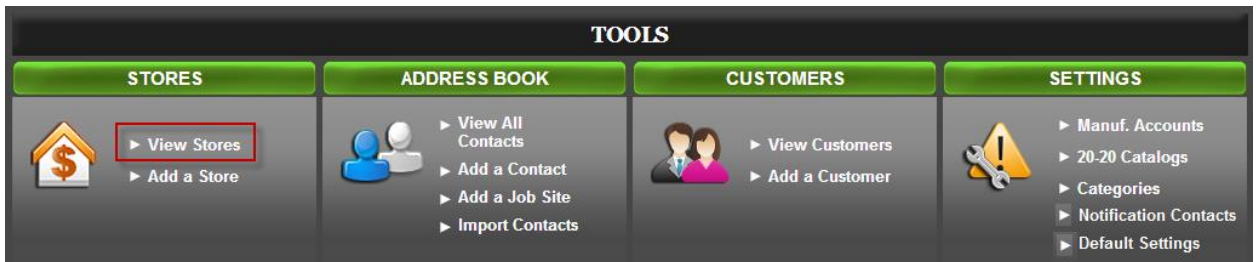 TOOLS
STORES
View Stores
Add a Store
ADDRESS BOOK
View All
Contacts
Add a Contact
Add a Job Site
Import Contacts
CUSTOMERS
View Customers
Add a Customer
SETTINGS
Manuf. Accounts
20-20 Catalogs
Categories
Notification Contacts
Default Settings